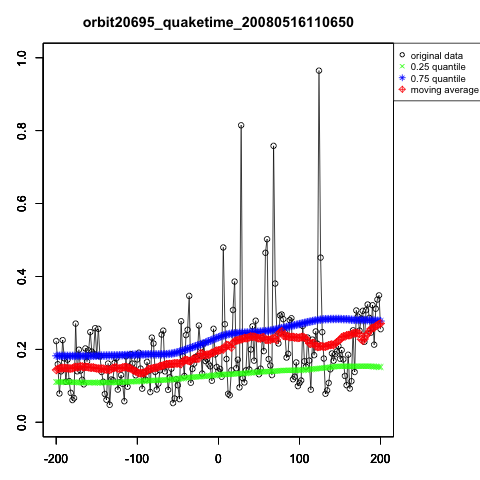 orbit20695_quaketime_20080516110650
original data
0.25 quantile
0.75 quantile
moving average
1.0
0.8
0.6
0.4
0.2
0.0
-200 -100 0 100 200